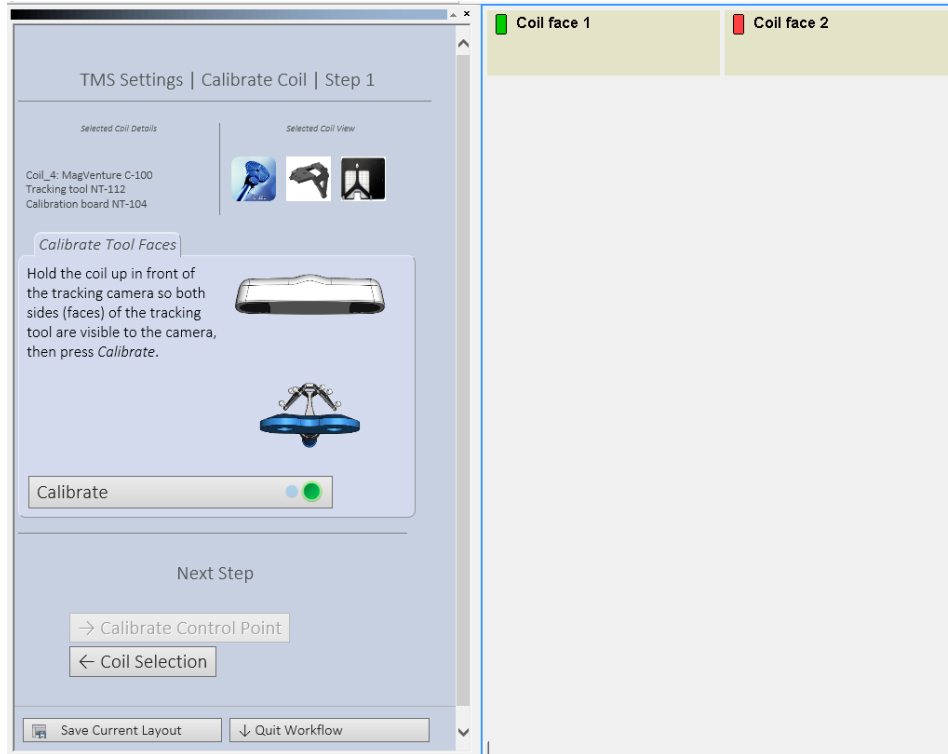 TMS Settings | Calibrate Coil | Step 1
Selected Coil Details
Selected Coil View
Coil_4: MagVenture C-100
Tracking tool NT-112
Calibration board NT-104
Calibrate Tool Faces
Hold the coil up in front of
the tracking camera so both
sides (faces) of the tracking
tool are visible to the camera,
then press Calibrate.
Calibrate
Next Step
→ Calibrate Control Point
← Coil Selection
Save Current Layout
↓ Quit Workflow
Coil face 1
Coil face 2